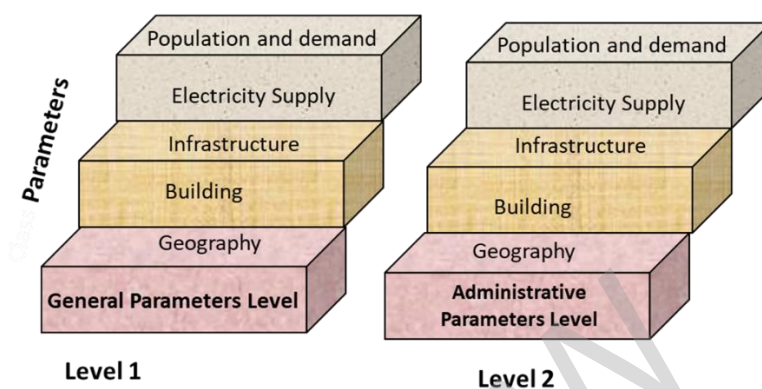 Population and demand
Electricity Supply
Infrastructure
Building
Geography
General Parameters Level
Level 1
Class Parameters
Population and demand
Electricity Supply
Infrastructure
Building
Geography
Administrative
Parameters Level
Level 2